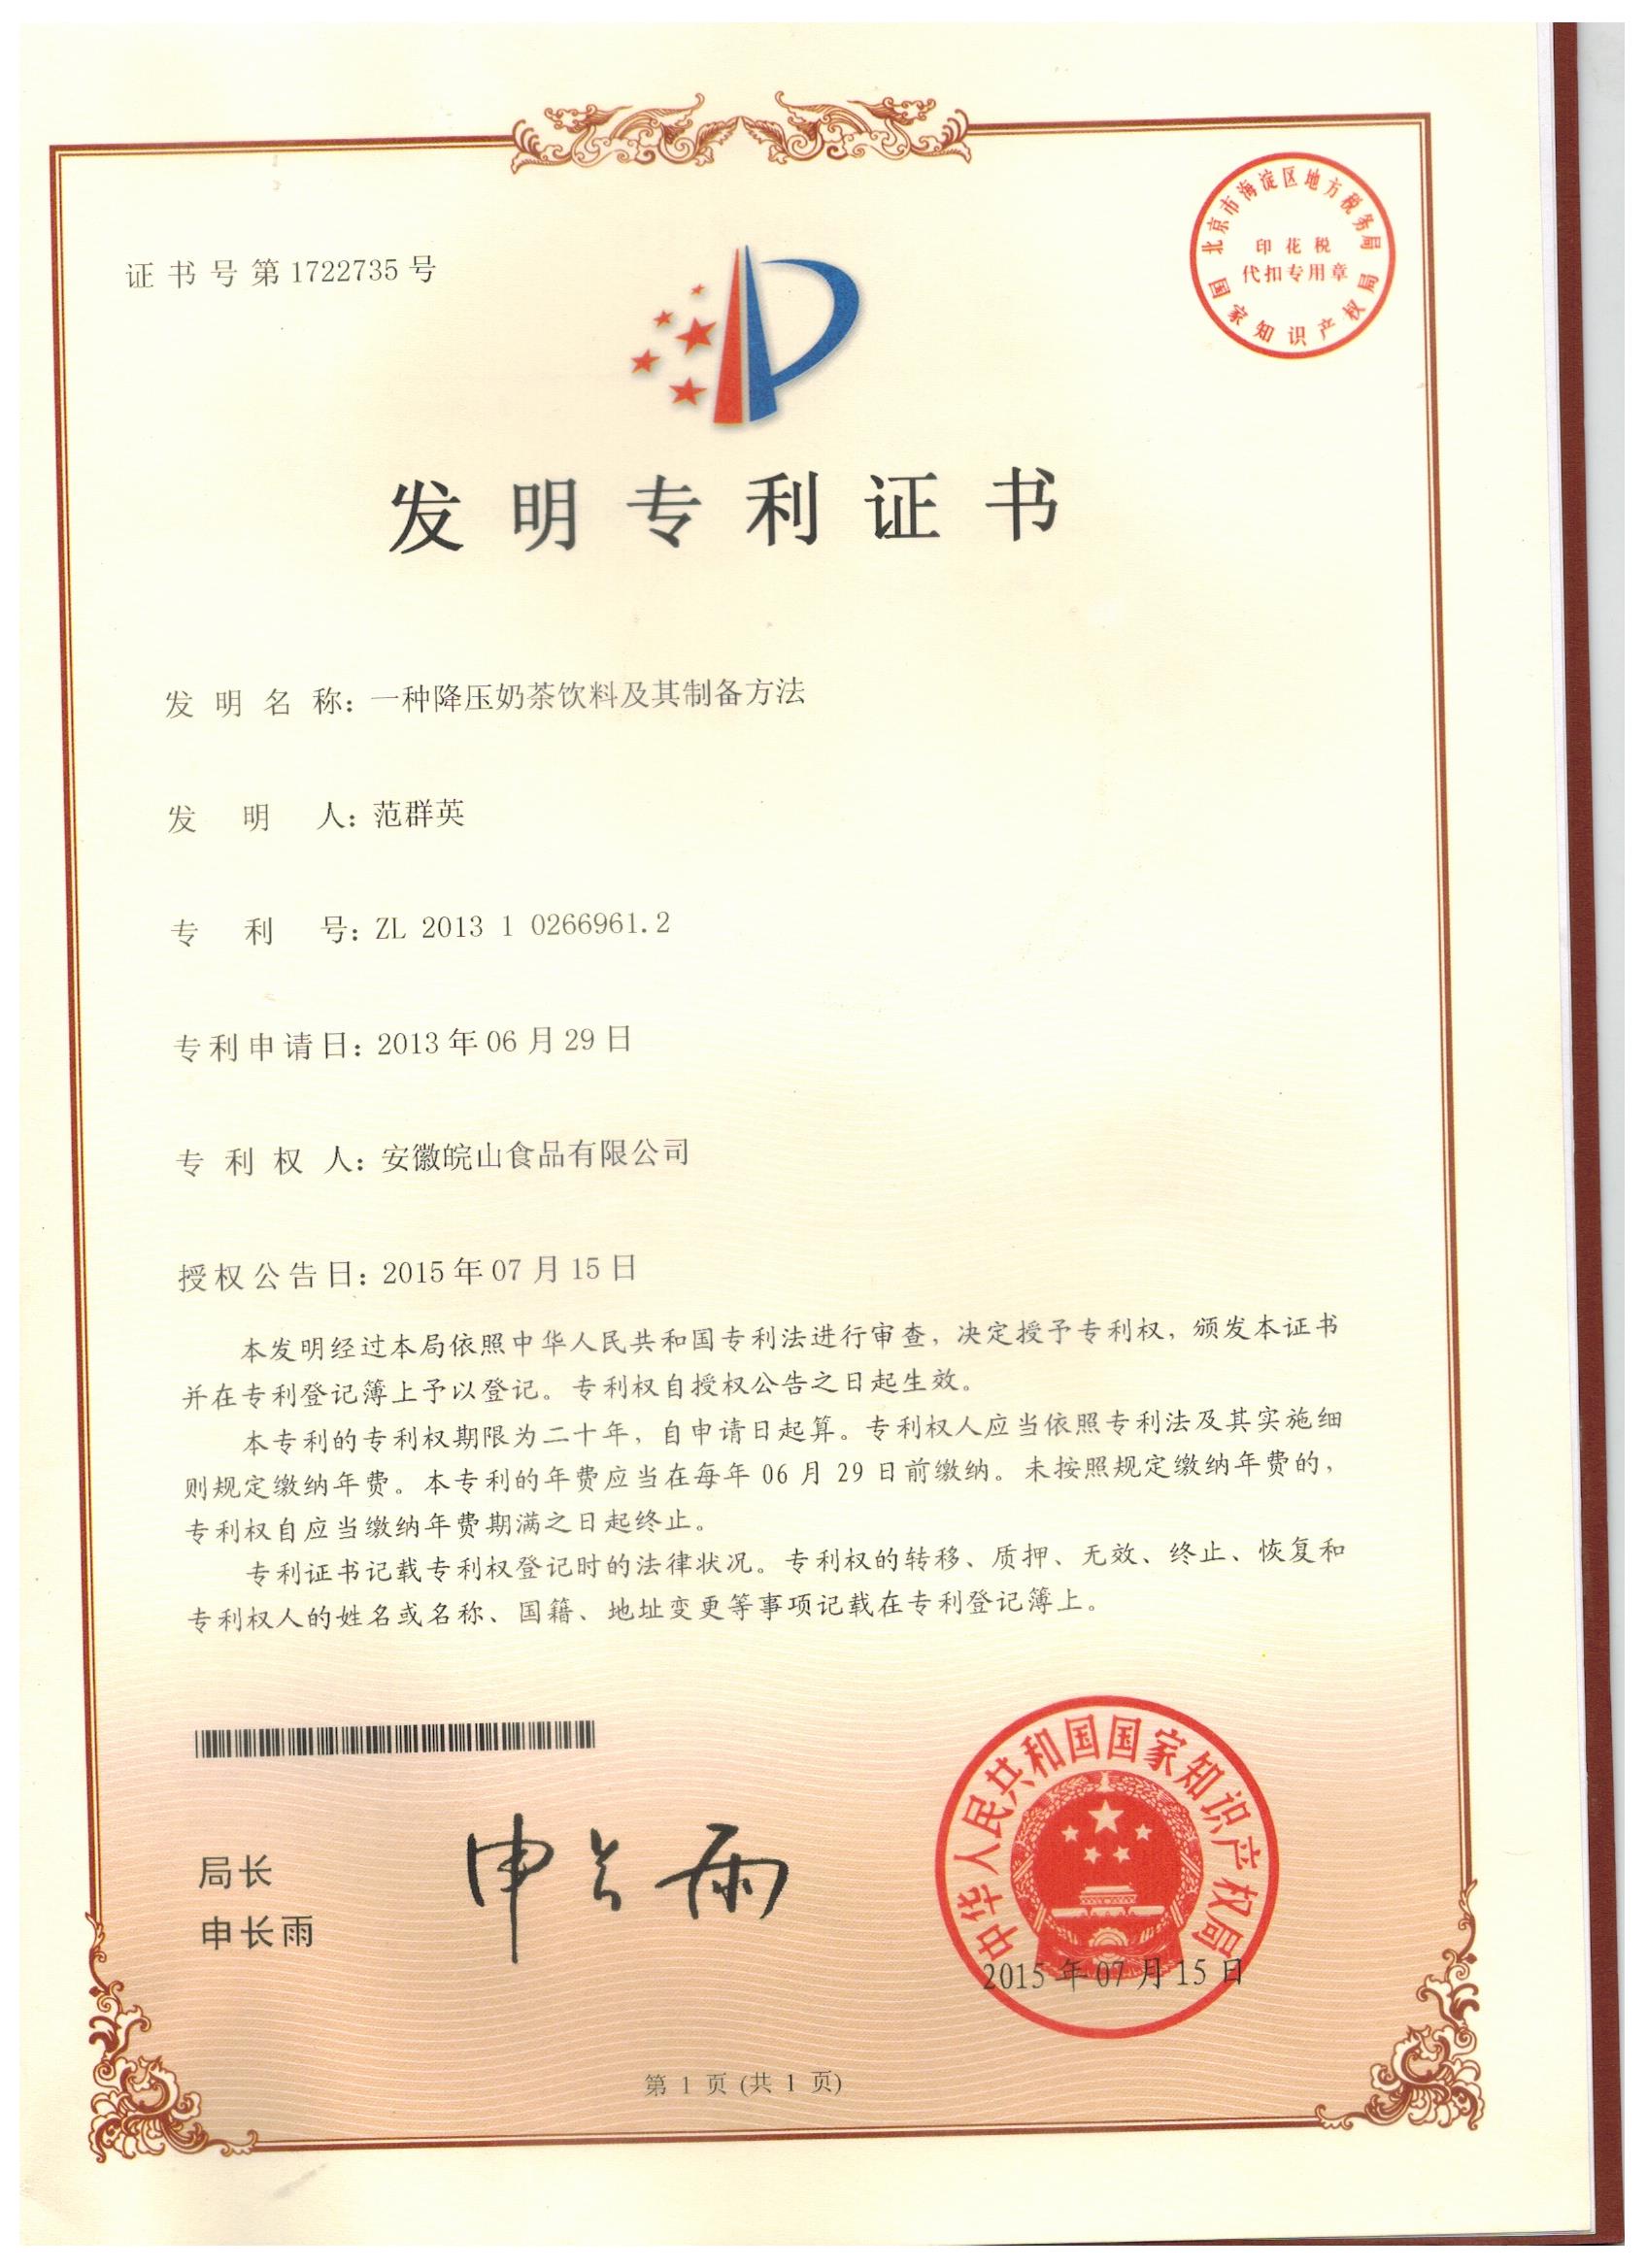 证书号第1722735号
北京市海淀区地方税务局
印花税
代扣专用章
国家知识产权局
发明专利证书
发明名称：一种降压奶茶饮料及其制备方法
发明人：范群英
专利号：ZL 2013 1 0266961.2
专利申请日：2013年06月29日
专利权人：安徽皖山食品有限公司
授权公告日：2015年07月15日
本发明经过本局依照中华人民共和国专利法进行审查，决定授予专利权，颁发本证书
并在专利登记簿上予以登记。专利权自授权公告之日起生效。
本专利的专利权期限为二十年，自申请日起算。专利权人应当依照专利法及其实施细
则规定缴纳年费。本专利的年费应当在每年06月29日前缴纳。未按照规定缴纳年费的，
专利权自应当缴纳年费期满之日起终止。
专利证书记载专利权登记时的法律状况。专利权的转移、质押、无效、终止、恢复和
专利权人的姓名或名称、国籍、地址变更等事项记载在专利登记簿上。
局长
申长雨
申长雨
中华人民共和国国家知识产权局
2015年07月15日
第1页(共1页)